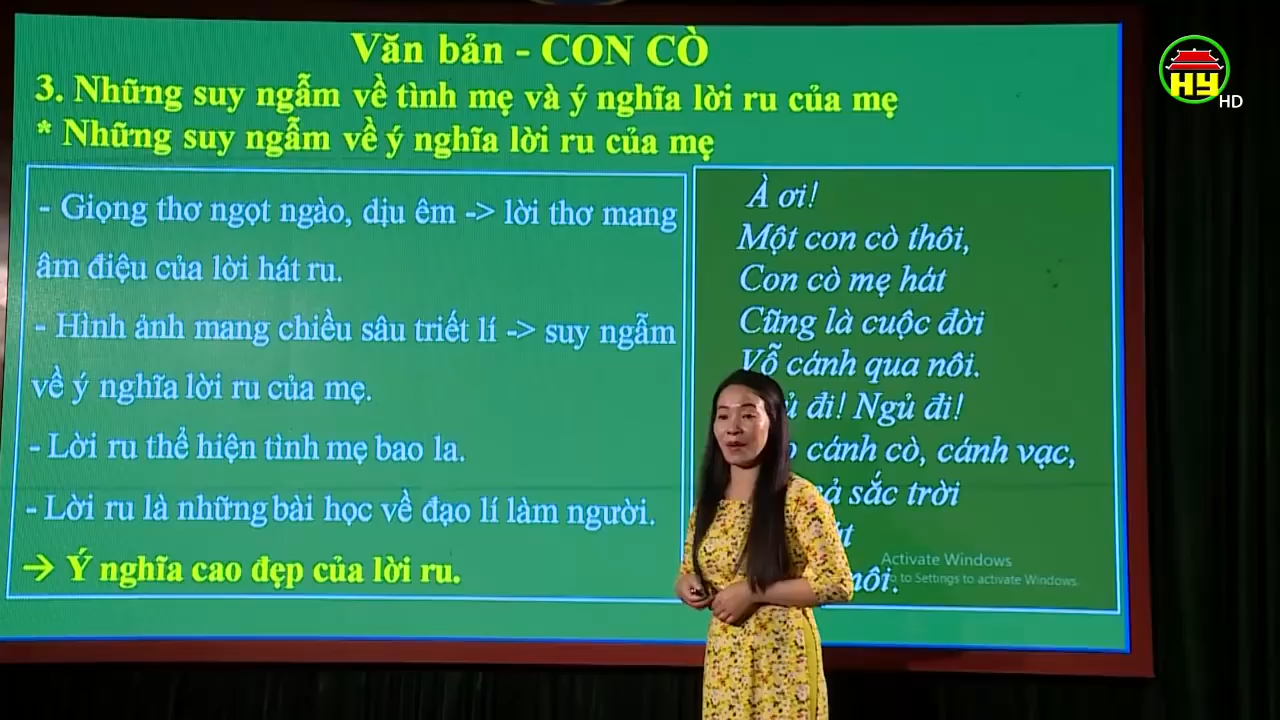 Văn bản - CON CÒ
3. Những suy ngẫm về tình mẹ và ý nghĩa lời ru của mẹ
* Những suy ngẫm về ý nghĩa lời ru của mẹ
- Giọng thơ ngọt ngào, dịu êm -> lời thơ mang
âm điệu của lời hát ru.
- Hình ảnh mang chiều sâu triết lí -> suy ngẫm
về ý nghĩa lời ru của mẹ.
- Lời ru thể hiện tình mẹ bao la.
- Lời ru là những bài học về đạo lí làm người.
→ Ý nghĩa cao đẹp của lời ru.
À ơi!
Một con cò thôi,
Con cò mẹ hát
Cũng là cuộc đời
Vỗ cánh qua nôi.
đi! Ngủ đi!
cánh cò, cánh vạc,
sắc trời
nôi.
Activate Windows
to Settings to activate Windows.
HY
HD